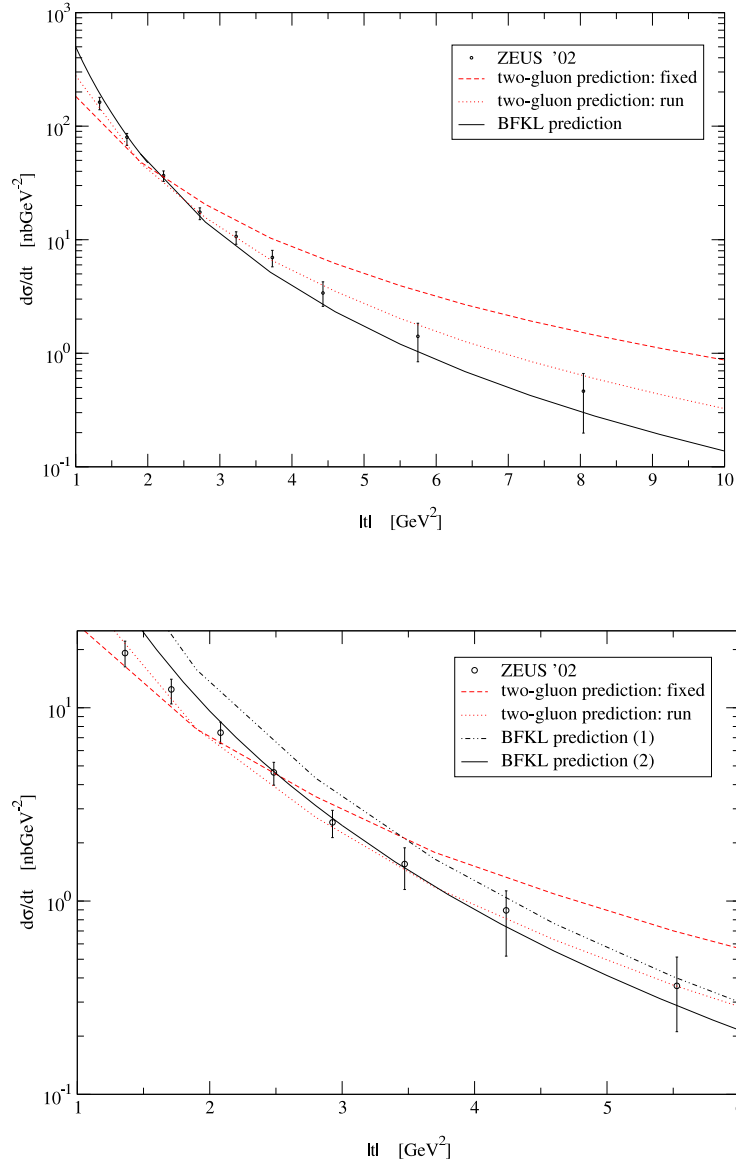 10^3
10^2
10^1
10^0
10^-1
dσ/dt [nbGeV^-2]
ZEUS '02
two-gluon prediction: fixed
two-gluon prediction: run
BFKL prediction
1 2 3 4 5 6 7 8 9 10
|t| [GeV^2]
10^1
10^0
10^-1
dσ/dt [nbGeV^-2]
ZEUS '02
two-gluon prediction: fixed
two-gluon prediction: run
BFKL prediction (1)
BFKL prediction (2)
1 2 3 4 5
|t| [GeV^2]